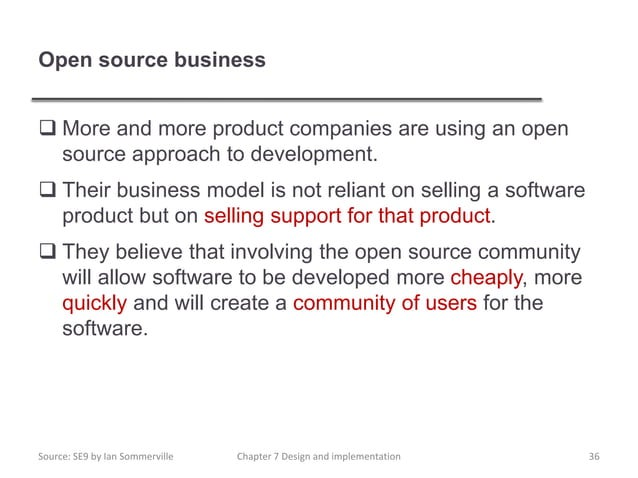 Open source business
❑ More and more product companies are using an open
source approach to development.
❑ Their business model is not reliant on selling a software
product but on selling support for that product.
❑ They believe that involving the open source community
will allow software to be developed more cheaply, more
quickly and will create a community of users for the
software.
Source: SE9 by Ian Sommerville Chapter 7 Design and implementation 36